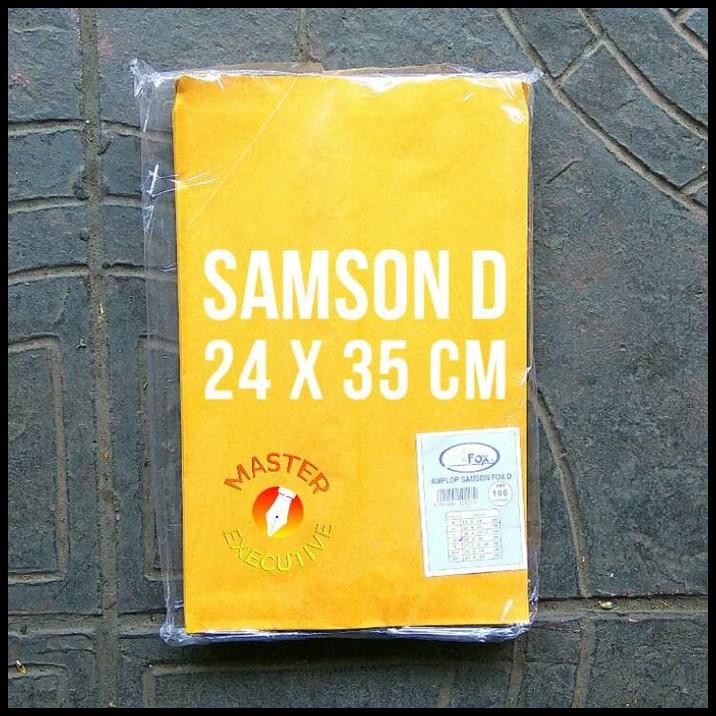 SAMSON D
24 X 35 CM
MASTER
EXECUTIVE
FOX
AMPLOP SAMSON FOX D
100